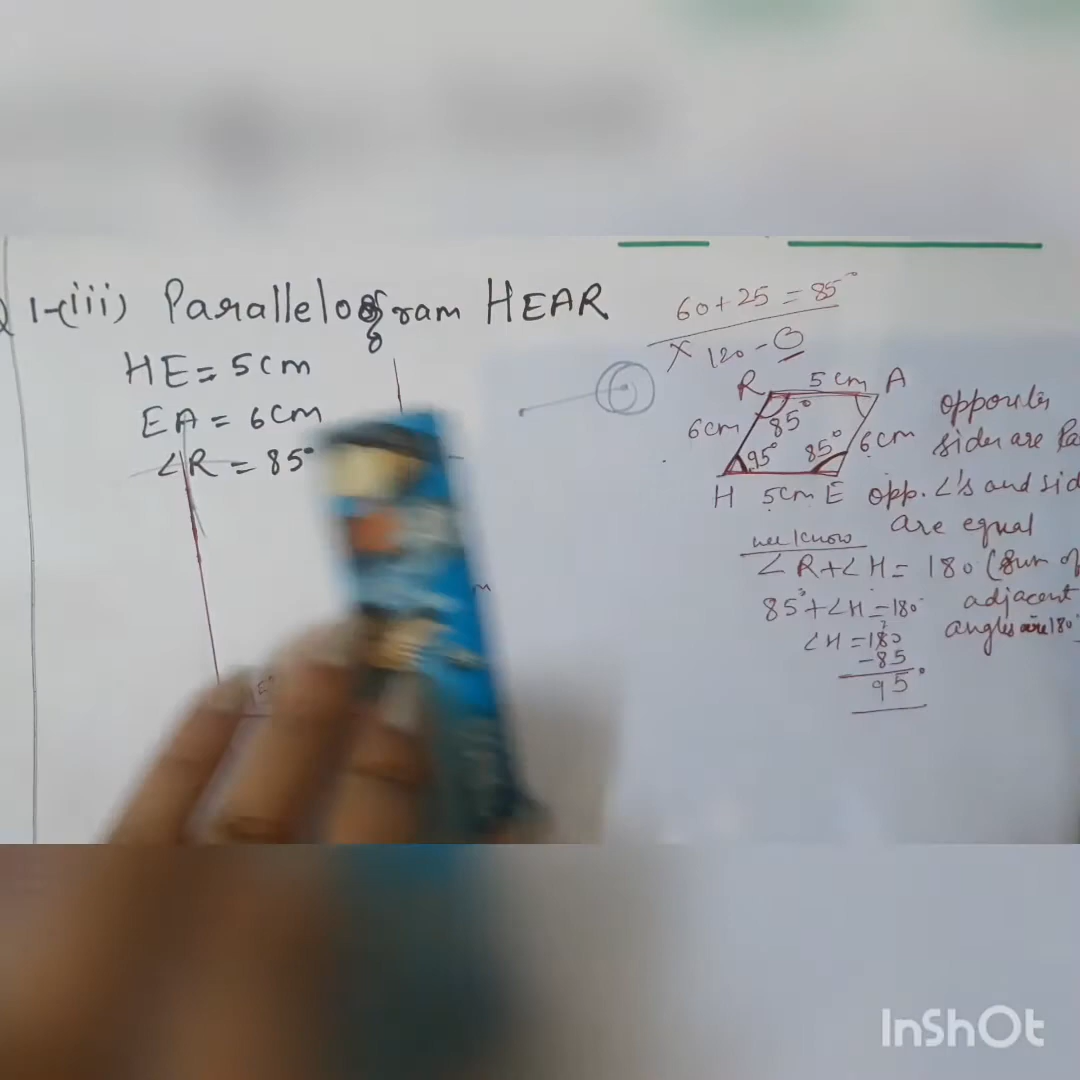 1-(iii) Parallelogram HEAR
HE = 5cm
EA = 6cm
∠R = 85°
60+25 = 85°
X 120 -
R 5cm A
6cm 85° 6cm
95° 85°
H 5cm E
opposites
sides are Pa
opp. ∠'s and sid
are equal
we know
∠R+∠H = 180 (Sum of
85°+∠H = 180° adjacent
∠H = 180 angles are 180°
-85
95°
InShOt